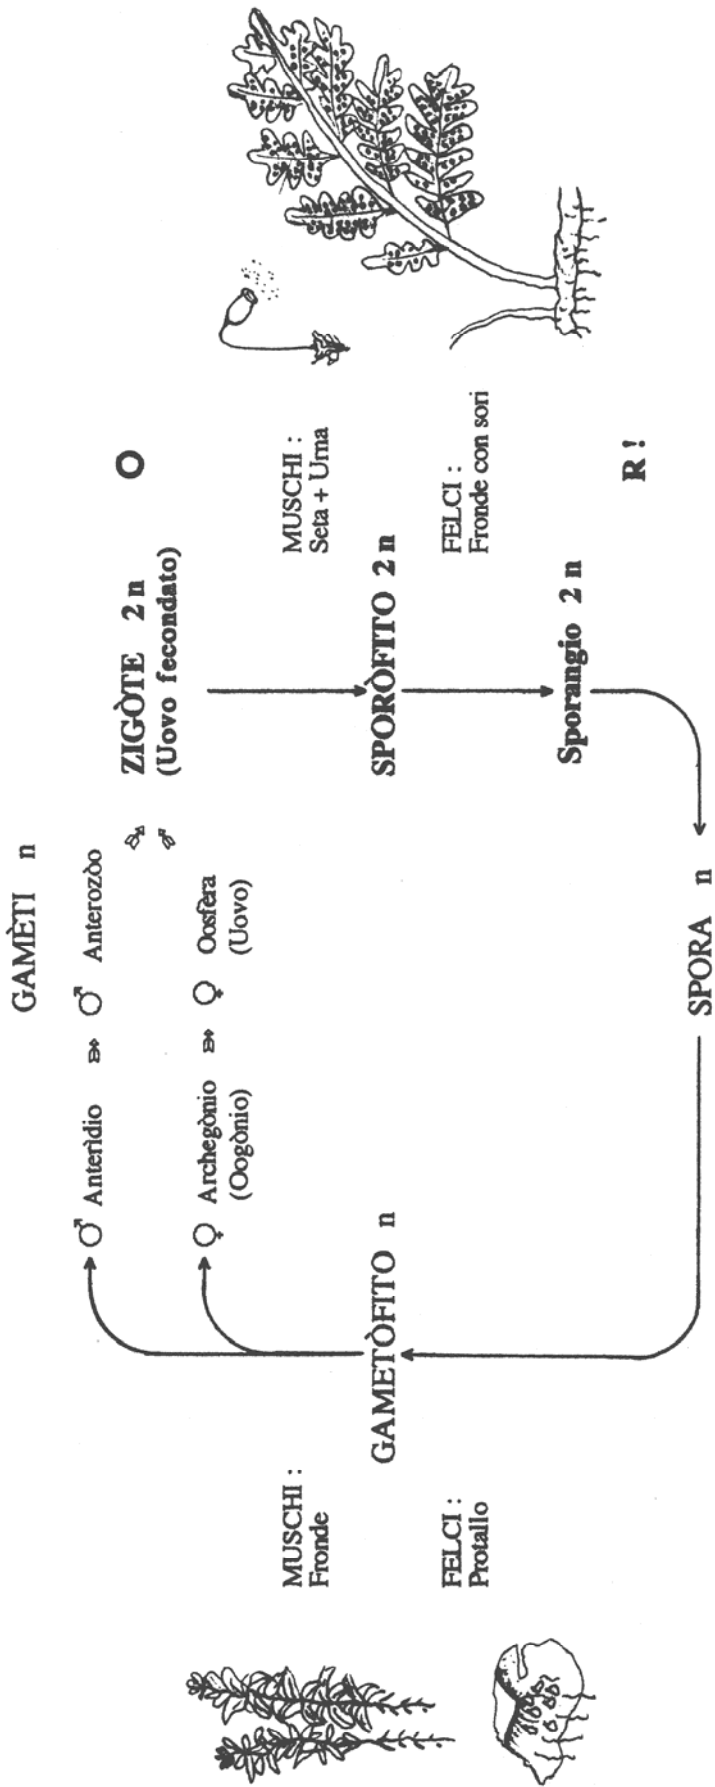 GAMÈTI n
♂ Anterìdio ⇒ ♂ Anterozòo
♀ Archegònio ⇒ ♀ Oosfèra
(Oogònio) (Uovo)
ZIGÒTE 2 n
(Uovo fecondato)
O
MUSCHI :
Fronde
MUSCHI :
Seta + Urna
GAMETÒFITO n
SPORÒFITO 2 n
FELCI :
Protallo
FELCI :
Fronde con sori
Sporangio 2 n
R !
SPORA n